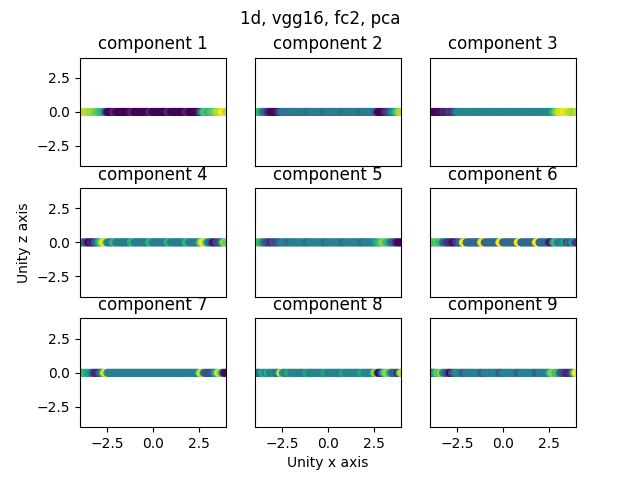 1d, vgg16, fc2, pca
component 1
component 2
component 3
2.5
0.0
−2.5
component 4
component 5
component 6
2.5
0.0
−2.5
Unity z axis
component 7
component 8
component 9
2.5
0.0
−2.5
−2.5 0.0 2.5
−2.5 0.0 2.5
−2.5 0.0 2.5
Unity x axis